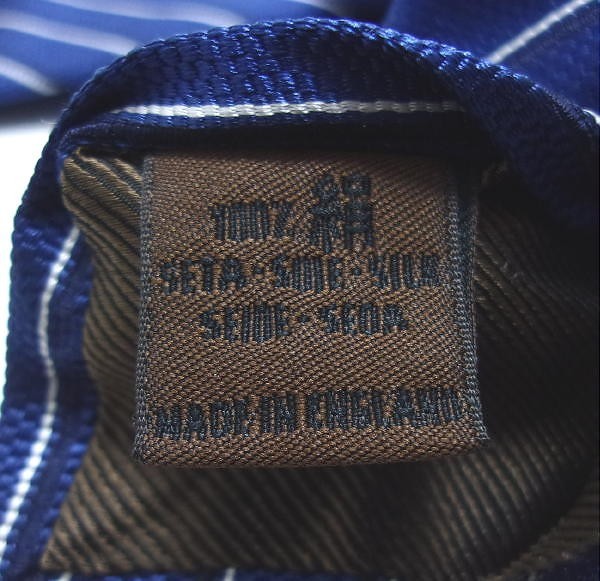 100% 絹
SETA - SOIE - SILK
SEIDE - SEDA
MADE IN ENGLAND